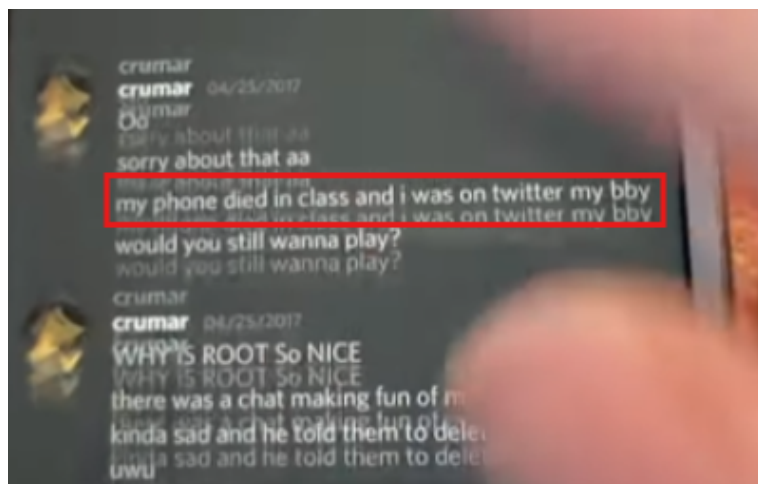 crumar
crumar 04/25/2017
Oo
sorry about that aa
my phone died in class and i was on twitter my bby
would you still wanna play?
crumar
crumar 04/25/2017
WHY IS ROOT So NICE
there was a chat making fun of
kinda sad and he told them to
uwu